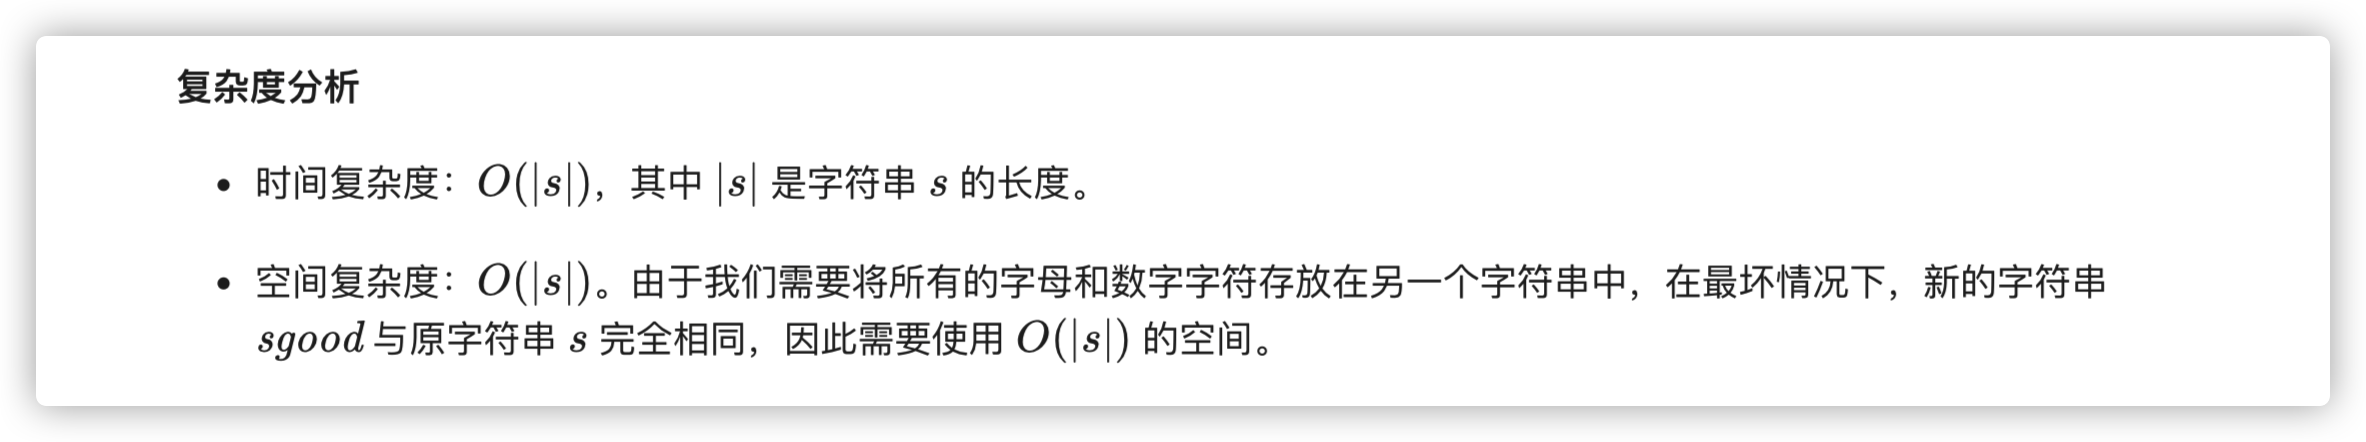 复杂度分析
• 时间复杂度：O(|s|)，其中 |s| 是字符串 s 的长度。
• 空间复杂度：O(|s|)。由于我们需要将所有的字母和数字字符存放在另一个字符串中，在最坏情况下，新的字符串
sgood 与原字符串 s 完全相同，因此需要使用 O(|s|) 的空间。